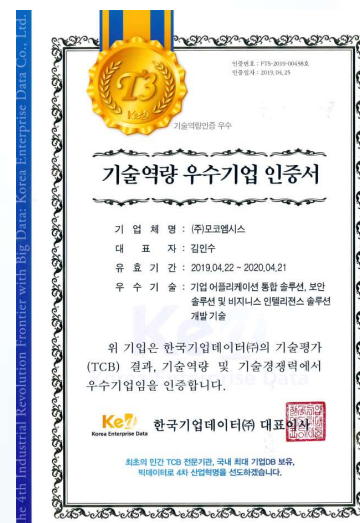 인증번호 : FTS-2019-00458호
인증일자 : 2019.04.25
T3
Ked
기술역량인증 우수
기술역량 우수기업 인증서
기 업 체 명 : (주)모코엠시스
대 표 자 : 김인수
유 효 기 간 : 2019.04.22 ~ 2020.04.21
우 수 기 술 : 기업 어플리케이션 통합 솔루션, 보안
솔루션 및 비지니스 인텔리전스 솔루션
개발 기술
위 기업은 한국기업데이터㈜의 기술평가
(TCB) 결과, 기술역량 및 기술경쟁력에서
우수기업임을 인증합니다.
Ked
Korea Enterprise Data
한국기업데이터㈜ 대표이사
최초의 민간 TCB 전문기관, 국내 최대 기업DB 보유,
빅데이터로 4차 산업혁명을 선도하겠습니다.
he 4th Industrial Revolution Frontier with Big Data: Korea Enterprise Data Co., Ltd.